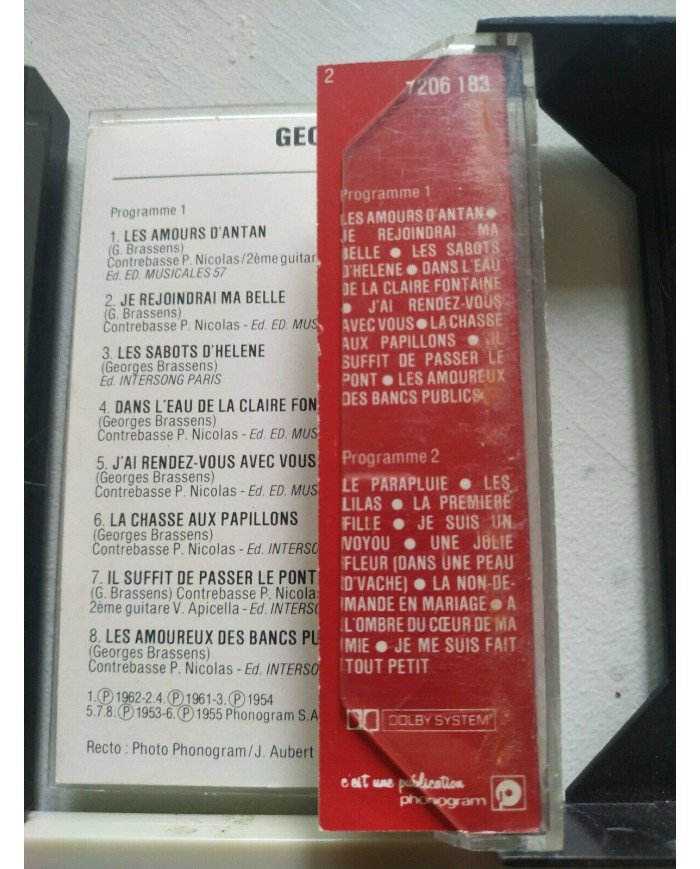 GEO
Programme 1
1. LES AMOURS D'ANTAN
(G. Brassens)
Contrebasse P. Nicolas/2ème guitar
Ed. ED. MUSICALES 57
2. JE REJOINDRAI MA BELLE
(G. Brassens)
Contrebasse P. Nicolas - Ed. ED. MUS
3. LES SABOTS D'HELENE
(Georges Brassens)
Ed. INTERSONG PARIS
4. DANS L'EAU DE LA CLAIRE FON
(Georges Brassens)
Contrebasse P. Nicolas - Ed. ED. MUS
5. J'AI RENDEZ-VOUS AVEC VOUS
(Georges Brassens)
Contrebasse P. Nicolas - Ed. ED. MUS
6. LA CHASSE AUX PAPILLONS
(Georges Brassens)
Contrebasse P. Nicolas - Ed. INTERSO
7. IL SUFFIT DE PASSER LE PONT
(G. Brassens) Contrebasse P. Nicola
2ème guitare V. Apicella - Ed. INTERSO
8. LES AMOUREUX DES BANCS PU
(Georges Brassens)
Contrebasse P. Nicolas - Ed. INTERSO
1.Ⓟ1962-2.4.Ⓟ1961-3.Ⓟ1954
5.7.8.Ⓟ1953-6.Ⓟ1955 Phonogram S.A
Recto : Photo Phonogram/J. Aubert
2
7206 183
Programme 1
LES AMOURS D'ANTAN ●
JE REJOINDRAI MA
BELLE ● LES SABOTS
D'HELENE ● DANS L'EAU
DE LA CLAIRE FONTAINE
● J'AI RENDEZ-VOUS
AVEC VOUS ● LA CHASSE
AUX PAPILLONS ● IL
SUFFIT DE PASSER LE
PONT ● LES AMOUREUX
DES BANCS PUBLICS
Programme 2
LE PARAPLUIE ● LES
LILAS ● LA PREMIERE
FILLE ● JE SUIS UN
VOYOU ● UNE JOLIE
FLEUR (DANS UNE PEAU
D'VACHE) ● LA NON-DE-
MANDE EN MARIAGE ● A
L'OMBRE DU CŒUR DE MA
MIE ● JE ME SUIS FAIT
TOUT PETIT
DOLBY SYSTEM
c'est une publication
phonogram